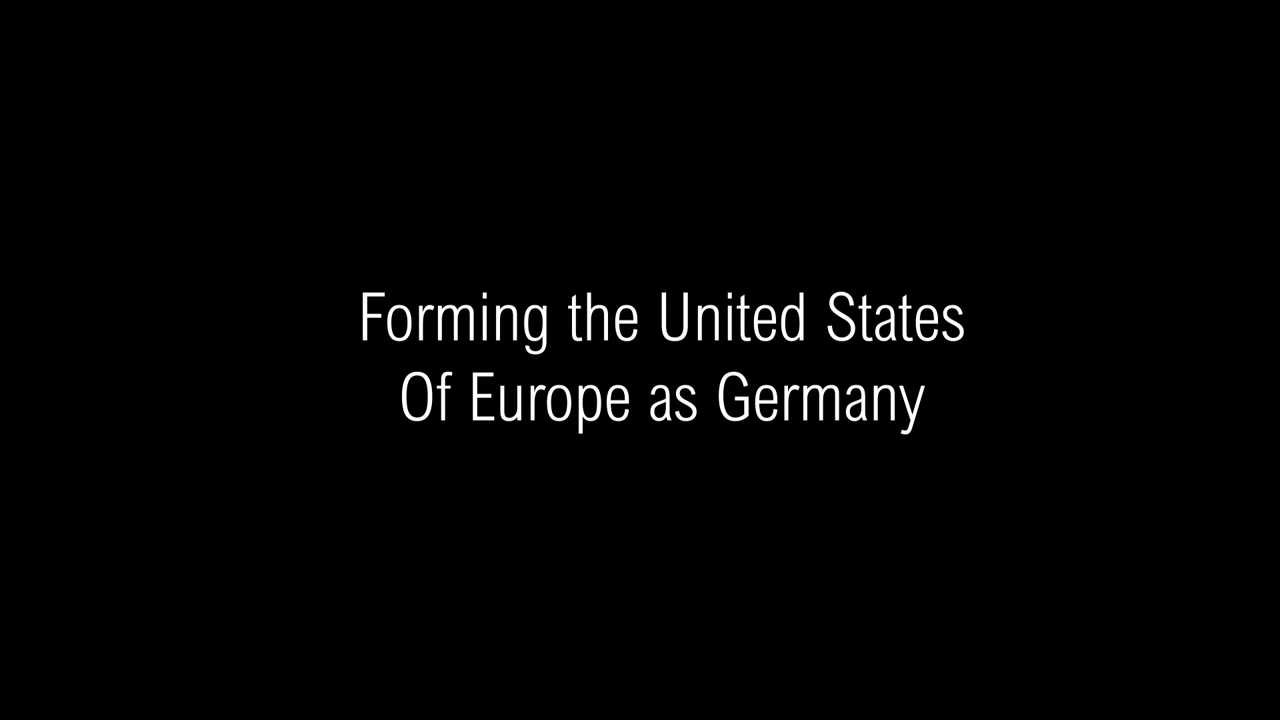 Forming the United States
Of Europe as Germany